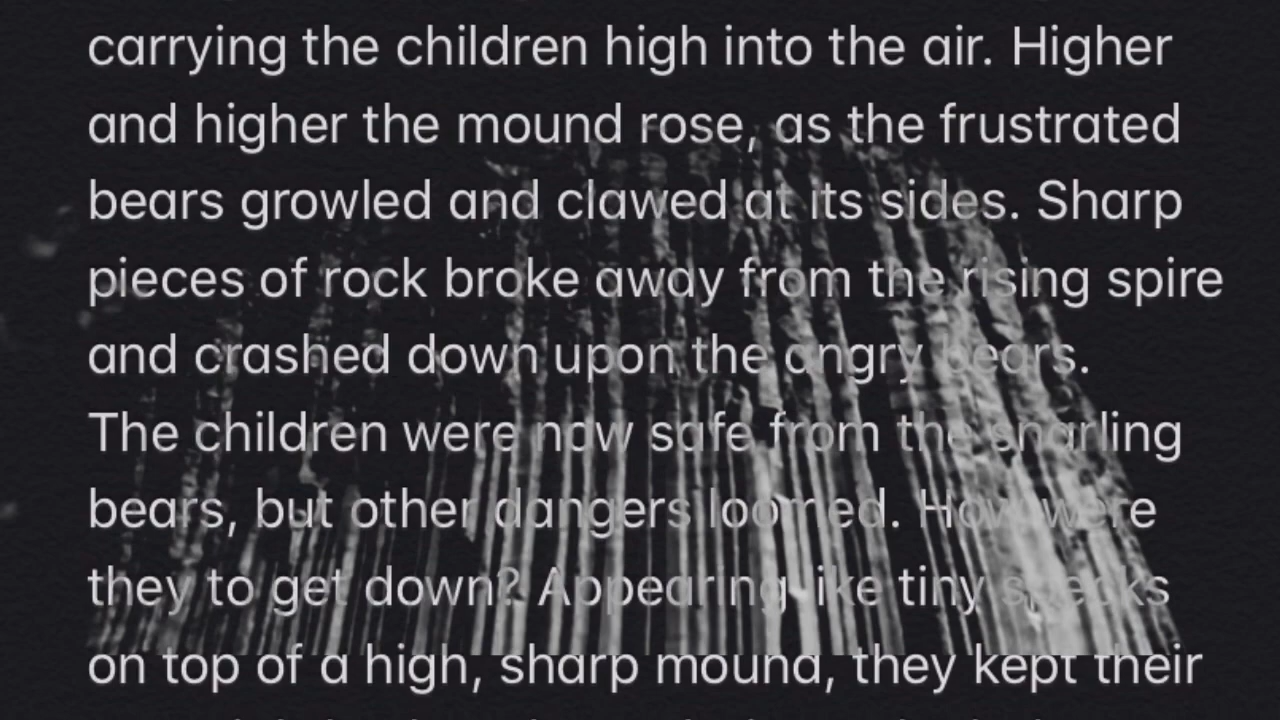 carrying the children high into the air. Higher
and higher the mound rose, as the frustrated
bears growled and clawed at its sides. Sharp
pieces of rock broke away from the rising spire
and crashed down upon the angry bears.
The children were now safe from the snarling
bears, but other dangers loomed. How were
they to get down? Appearing like tiny specks
on top of a high, sharp mound, they kept their